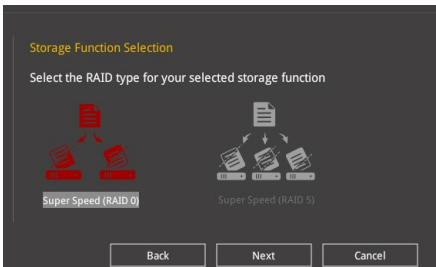 Storage Function Selection
Select the RAID type for your selected storage function
Super Speed (RAID 0)
Super Speed (RAID 5)
Back
Next
Cancel